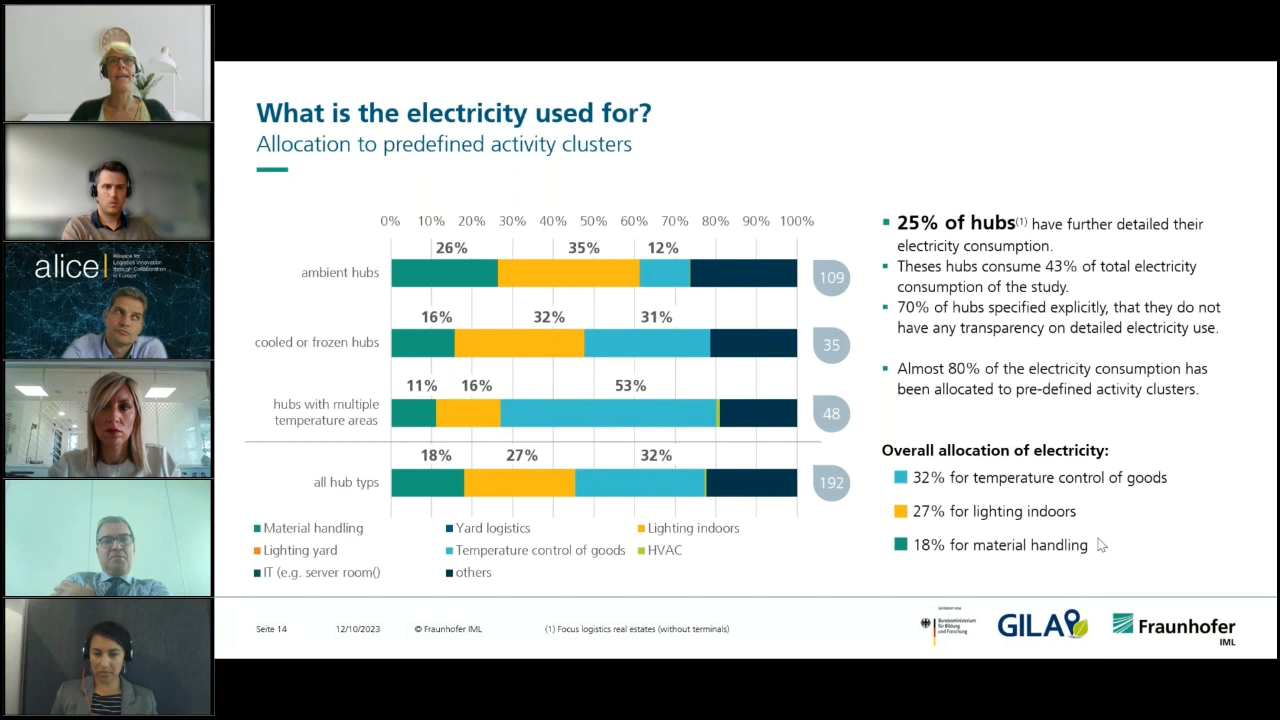 alice
Alliance for
Logistics Innovation
through Collaboration
in Europe
What is the electricity used for?
Allocation to predefined activity clusters
0% 10% 20% 30% 40% 50% 60% 70% 80% 90% 100%
26% 35% 12%
ambient hubs 109
16% 32% 31%
cooled or frozen hubs 35
11% 16% 53%
hubs with multiple
temperature areas 48
18% 27% 32%
all hub typs 192
Material handling Yard logistics Lighting indoors
Lighting yard Temperature control of goods HVAC
IT (e.g. server room() others
25% of hubs(1) have further detailed their
electricity consumption.
Theses hubs consume 43% of total electricity
consumption of the study.
70% of hubs specified explicitly, that they do not
have any transparency on detailed electricity use.
Almost 80% of the electricity consumption has
been allocated to pre-defined activity clusters.
Overall allocation of electricity:
32% for temperature control of goods
27% for lighting indoors
18% for material handling
Seite 14 12/10/2023 © Fraunhofer IML (1) Focus logistics real estates (without terminals)
Bundesministerium
für Bildung
und Forschung
GILA
Fraunhofer
IML